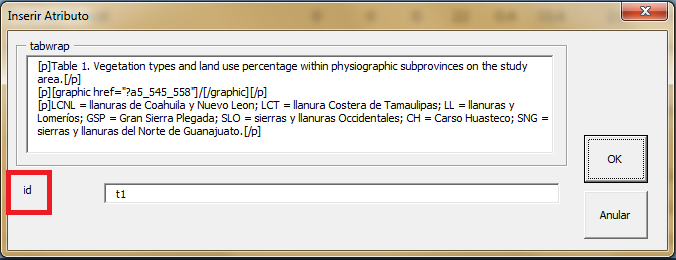 Inserir Atributo
tabwrap
[p]Table 1. Vegetation types and land use percentage within physiographic subprovinces on the study
area.[/p]
[p][graphic href="?a5_545_558"]/[/graphic][/p]
[p]LCNL = llanuras de Coahuila y Nuevo Leon; LCT = llanura Costera de Tamaulipas; LL = llanuras y
Lomeríos; GSP = Gran Sierra Plegada; SLO = sierras y llanuras Occidentales; CH = Carso Huasteco; SNG =
sierras y llanuras del Norte de Guanajuato.[/p]
OK
id
t1
Anular